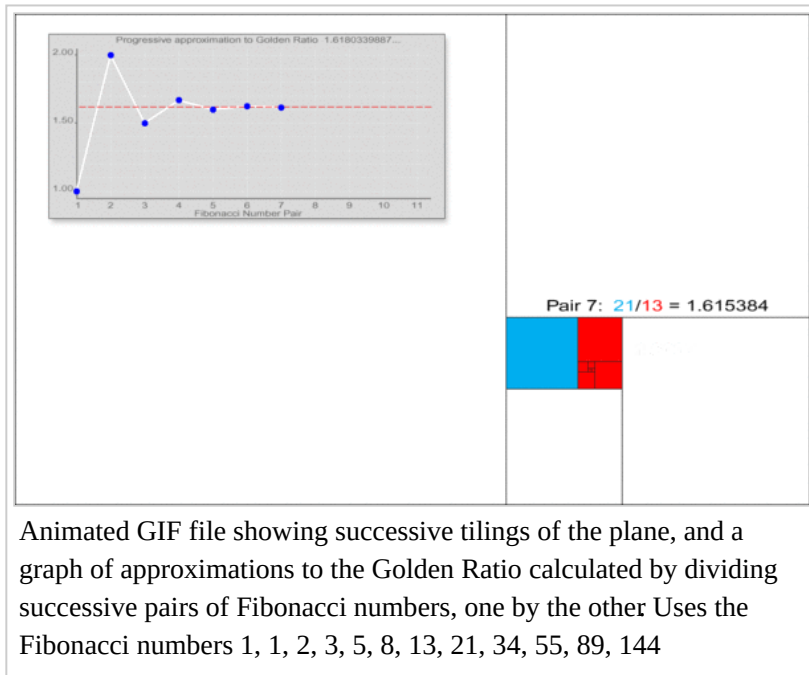 Progressive approximation to Golden Ratio 1.6180339887...
2.00
1.50
1.00
1 2 3 4 5 6 7 8 9 10 11
Fibonacci Number Pair
Pair 7: 21/13 = 1.615384
Animated GIF file showing successive tilings of the plane, and a
graph of approximations to the Golden Ratio calculated by dividing
successive pairs of Fibonacci numbers, one by the other. Uses the
Fibonacci numbers 1, 1, 2, 3, 5, 8, 13, 21, 34, 55, 89, 144